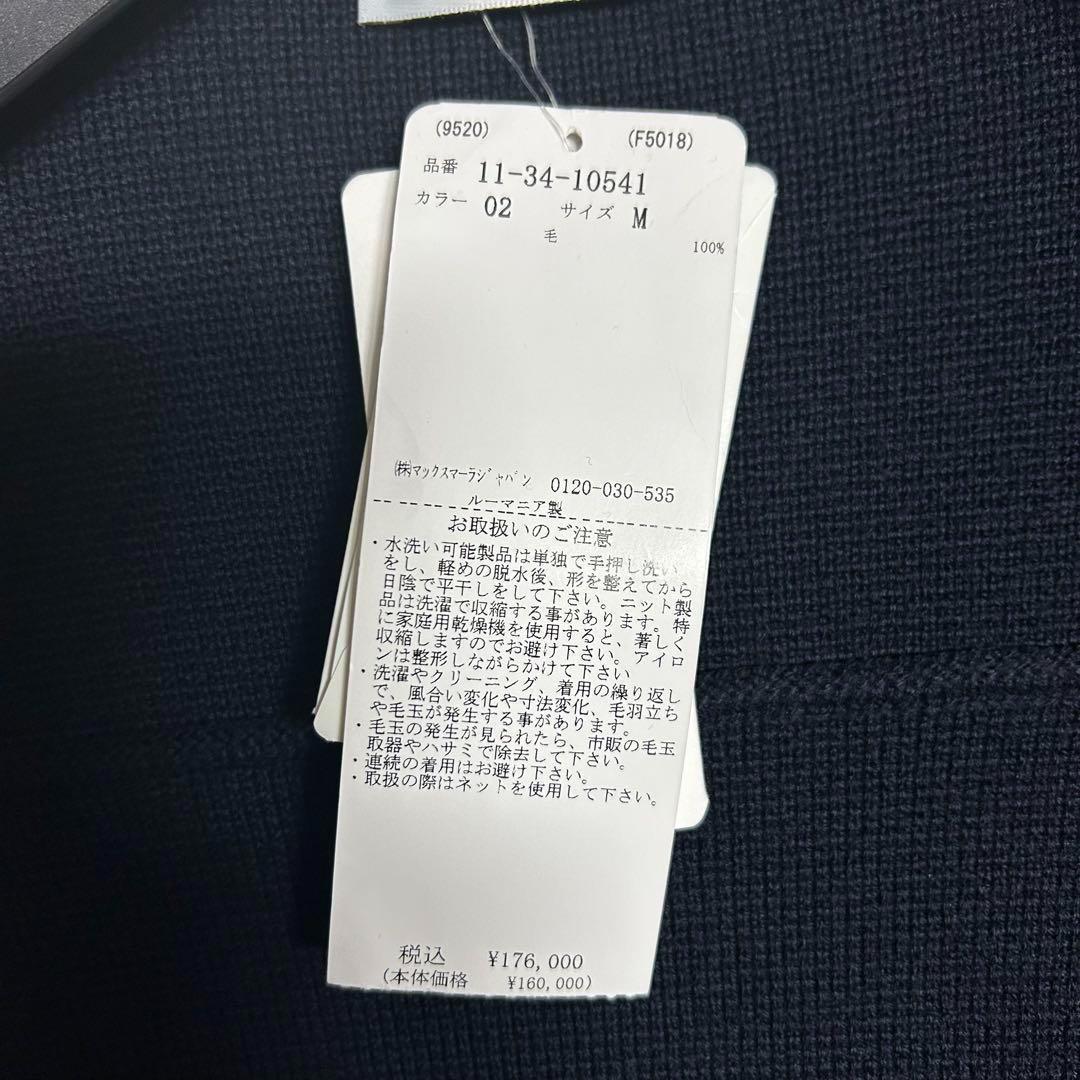 (9520) (F5018)
品番 11-34-10541
カラー 02 サイズ M
毛 100%
㈱マックスマーラジャパン 0120-030-535
ルーマニア製
お取扱いのご注意
・水洗い可能製品は単独で手押し洗い
をし、軽めの脱水後、形を整えてから
日陰で平干しをして下さい。ニット製
品は洗濯で収縮する事があります。特
に家庭用乾燥機を使用すると、著しく
収縮しますのでお避け下さい。アイロ
ンは整形しながらかけて下さい
・洗濯やクリーニング、着用の繰り返し
で、風合い変化や寸法変化、毛羽立ち
や毛玉が発生する事があります。
・毛玉の発生が見られたら、市販の毛玉
取器やハサミで除去して下さい。
・連続の着用はお避け下さい。
・取扱の際はネットを使用して下さい。
税込 ¥176,000
(本体価格 ¥160,000)